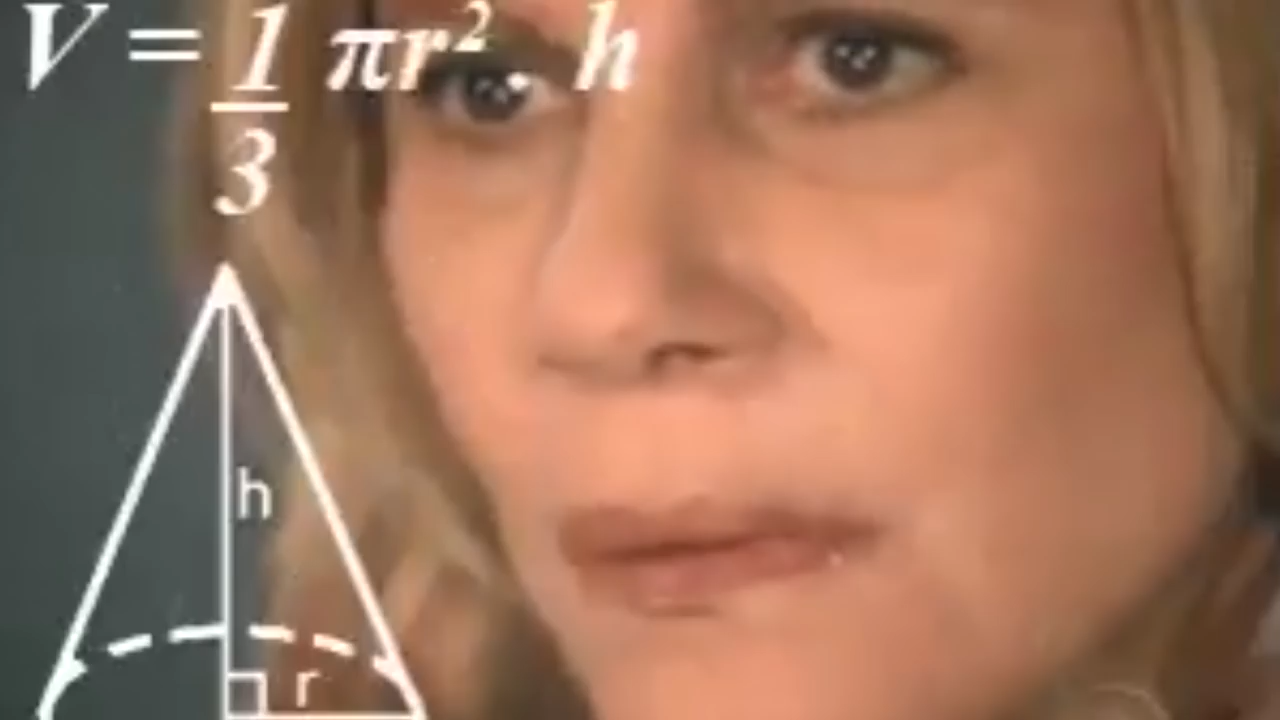 V = 1/3 πr² . h
h
r